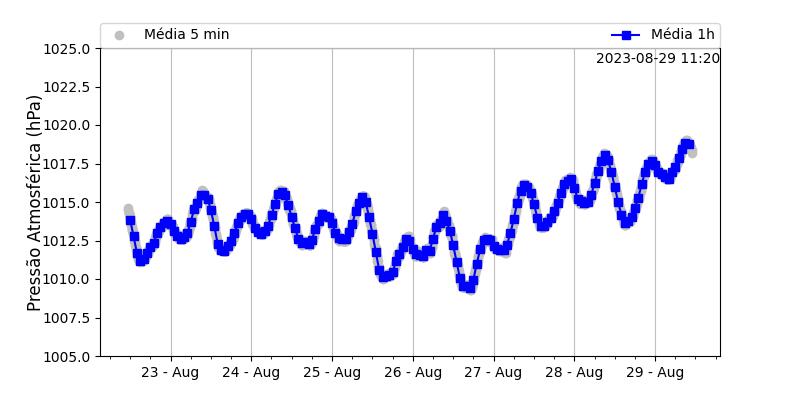 Média 5 min
Média 1h
2023-08-29 11:20
Pressão Atmosférica (hPa)
1025.0
1022.5
1020.0
1017.5
1015.0
1012.5
1010.0
1007.5
1005.0
23 - Aug
24 - Aug
25 - Aug
26 - Aug
27 - Aug
28 - Aug
29 - Aug